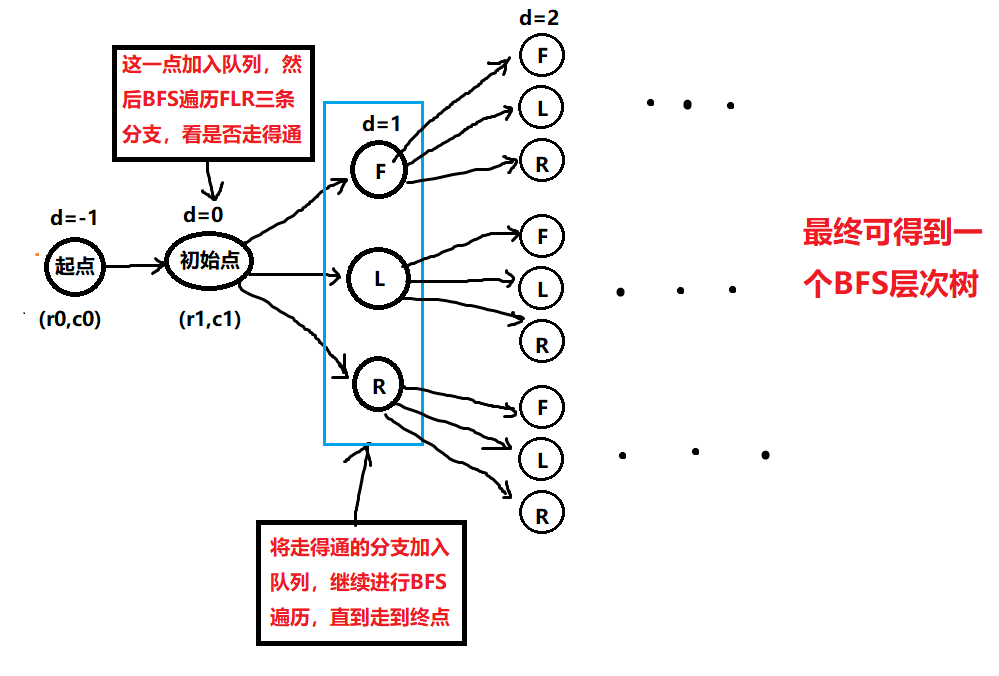 d=2
F
L
R
这一点加入队列，然
后BFS遍历FLR三条
分支，看是否走得通
d=1
F
L
R
d=-1
起点
(r0,c0)
d=0
初始点
(r1,c1)
F
L
R
F
L
R
最终可得到一
个BFS层次树
将走得通的分支加入
队列，继续进行BFS
遍历，直到走到终点